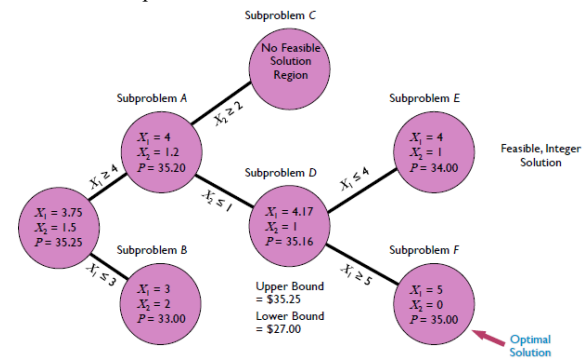 Subproblem C
No Feasible
Solution
Region
Subproblem A
X₂ ≥ 2
Subproblem E
X₁ = 4
X₂ = 1.2
P = 35.20
X₁ = 4
X₂ = 1
P = 34.00
Feasible, Integer
Solution
X₁ ≥ 4
Subproblem D
X₁ ≤ 4
X₂ ≤ 1
X₁ = 3.75
X₂ = 1.5
P = 35.25
X₁ = 4.17
X₂ = 1
P = 35.16
Subproblem B
Subproblem F
X₁ ≤ 3
X₁ ≥ 5
X₁ = 3
X₂ = 2
P = 33.00
Upper Bound
= $35.25
Lower Bound
= $27.00
X₁ = 5
X₂ = 0
P = 35.00
Optimal
Solution